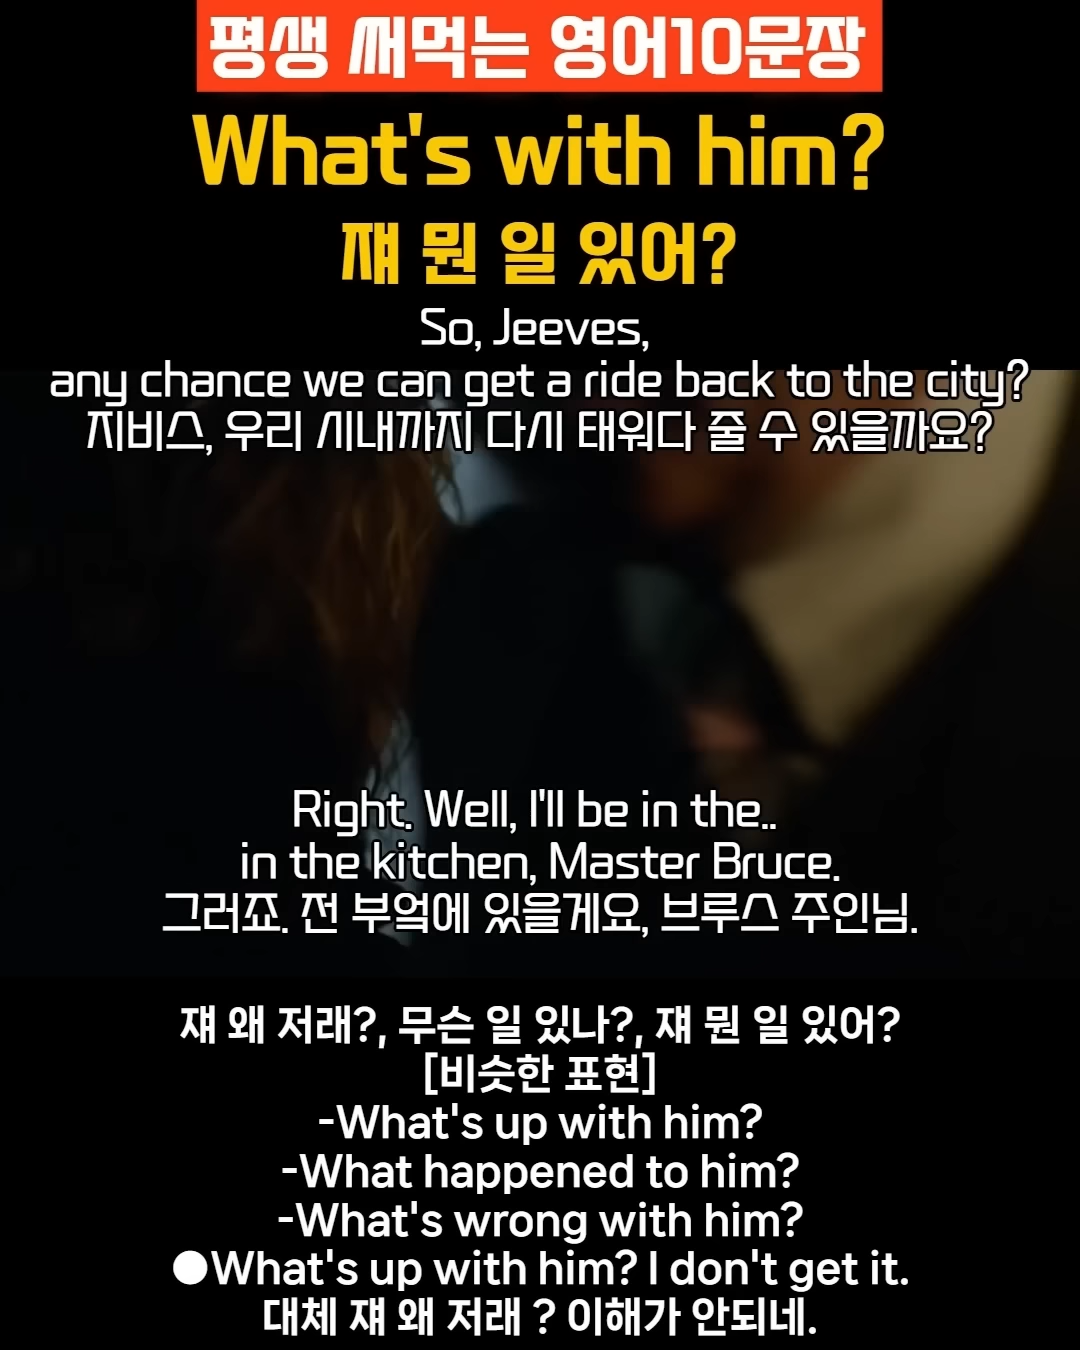 평생 써먹는 영어10문장
What's with him?
쟤 뭔 일 있어?
So, Jeeves,
any chance we can get a ride back to the city?
지비스, 우리 시내까지 다시 태워다 줄 수 있을까요?
Right. Well, I'll be in the..
in the kitchen, Master Bruce.
그러죠. 전 부엌에 있을게요, 브루스 주인님.
쟤 왜 저래?, 무슨 일 있나?, 쟤 뭔 일 있어?
[비슷한 표현]
-What's up with him?
-What happened to him?
-What's wrong with him?
●What's up with him? I don't get it.
대체 쟤 왜 저래 ? 이해가 안되네.